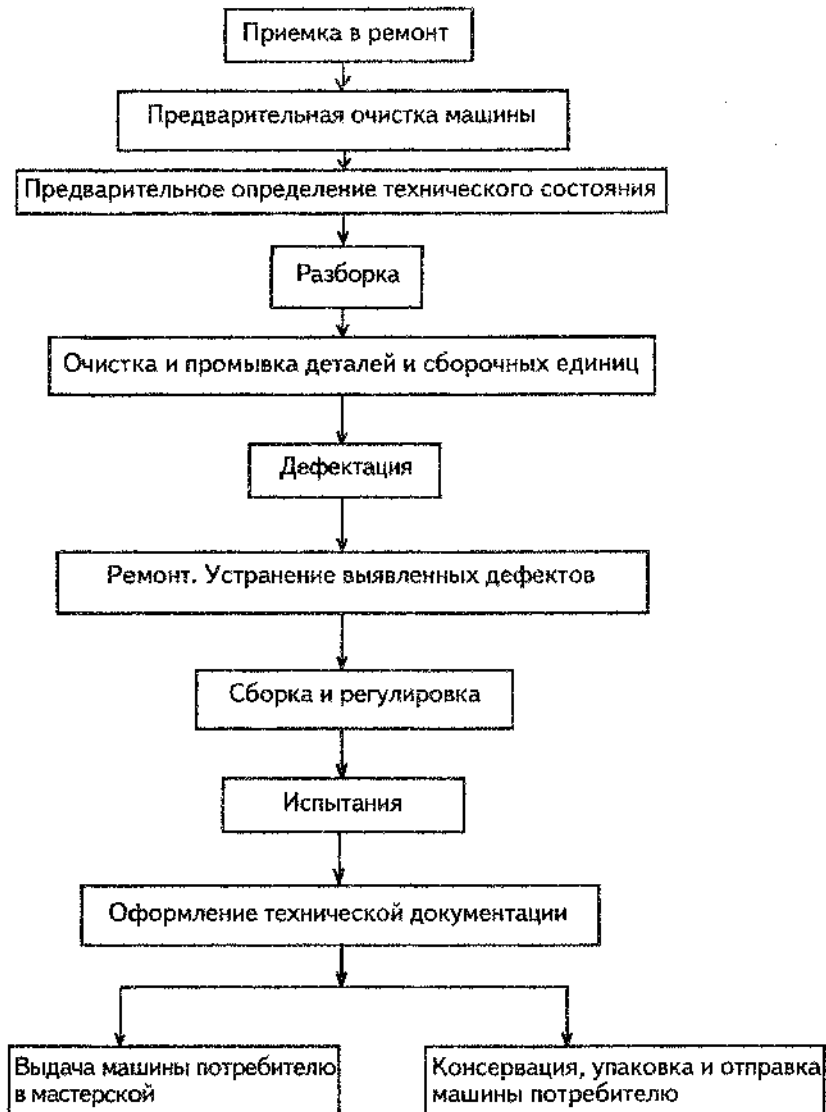 Приемка в ремонт
Предварительная очистка машины
Предварительное определение технического состояния
Разборка
Очистка и промывка деталей и сборочных единиц
Дефектация
Ремонт. Устранение выявленных дефектов
Сборка и регулировка
Испытания
Оформление технической документации
Выдача машины потребителю
в мастерской
Консервация, упаковка и отправка
машины потребителю